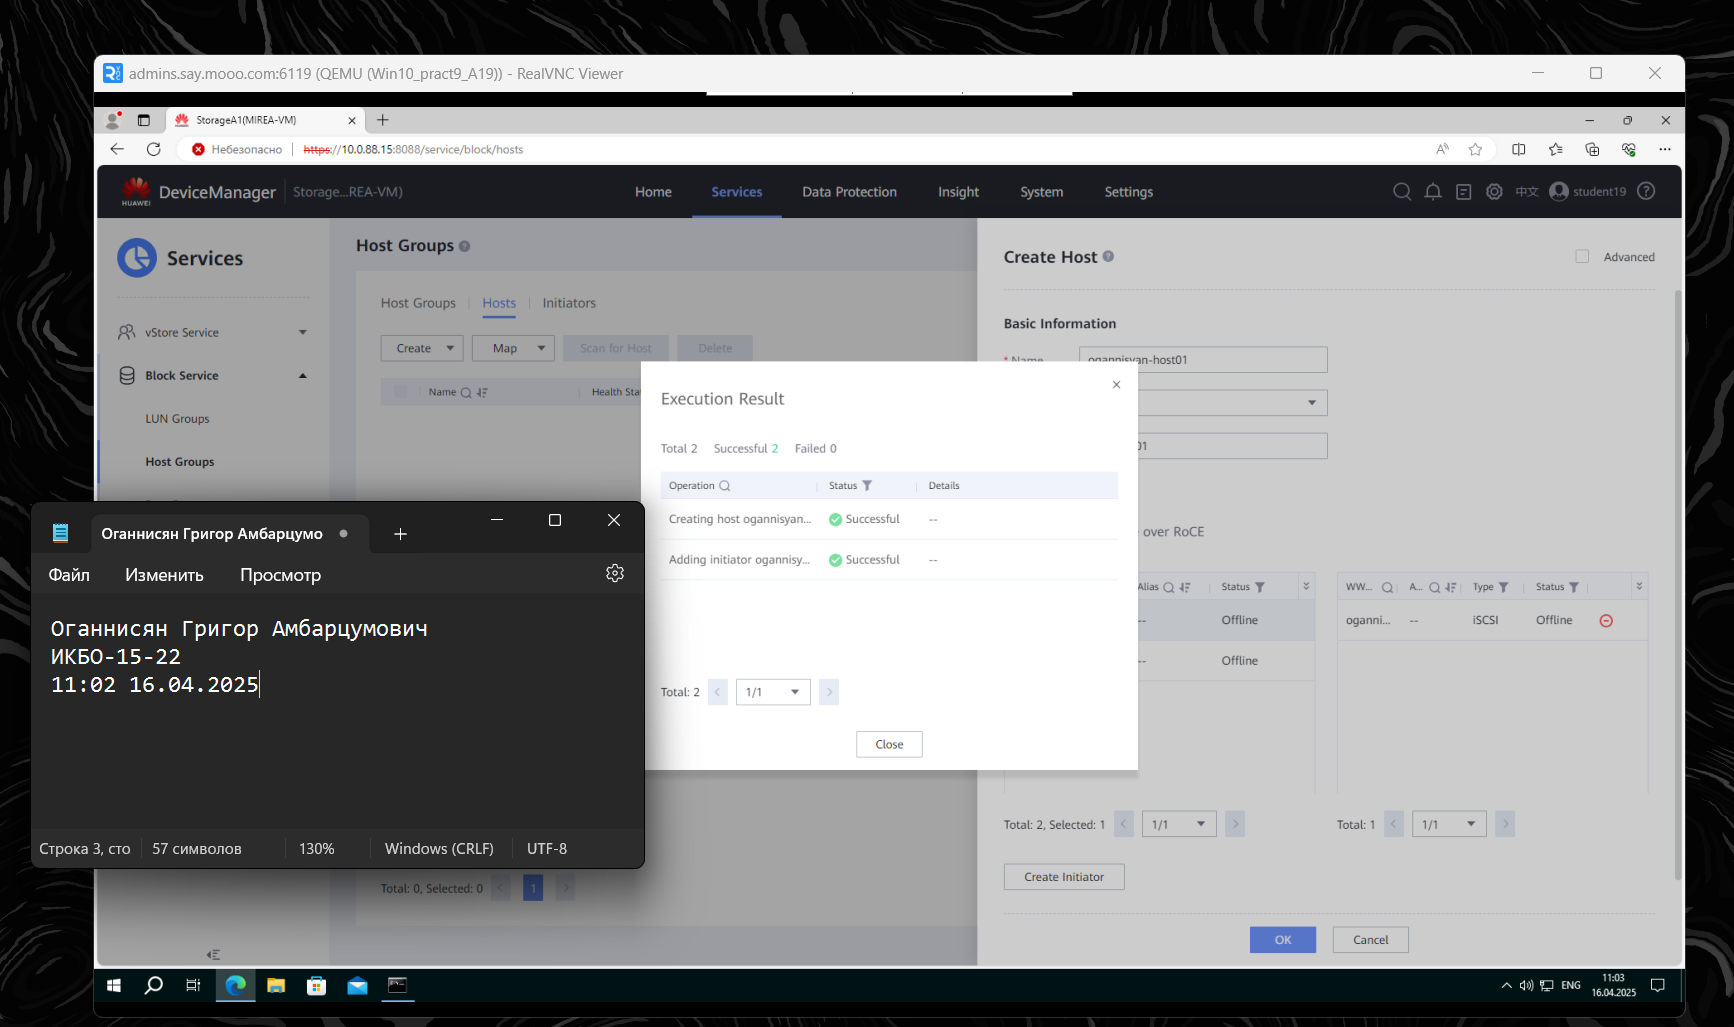 admins.say.mooo.com:6119 (QEMU (Win10_pract9_A19)) - RealVNC Viewer
StorageA1(MIREA-VM)
Небезопасно https://10.0.88.15:8088/service/block/hosts
HUAWEI DeviceManager Storage...REA-VM) Home Services Data Protection Insight System Settings 中文 student19
Services
vStore Service
Block Service
LUN Groups
Host Groups
Host Groups
Host Groups Hosts Initiators
Create Map Scan for Host Delete
Name Health Sta
Total: 0, Selected: 0 1
Create Host Advanced
Basic Information
* Name ogannisyan-host01
01
over RoCE
Alias Status
-- Offline
-- Offline
WW... A... Type Status
oganni... -- iSCSI Offline
Total: 2, Selected: 1 1/1
Total: 1 1/1
Create Initiator
OK Cancel
Execution Result
Total 2 Successful 2 Failed 0
Operation Status Details
Creating host ogannisyan... Successful --
Adding initiator ogannisy... Successful --
Total: 2 1/1
Close
Оганнисян Григор Амбарцумо
Файл Изменить Просмотр
Оганнисян Григор Амбарцумович
ИКБО-15-22
11:02 16.04.2025
Строка 3, сто 57 символов 130% Windows (CRLF) UTF-8
ENG 11:03
16.04.2025